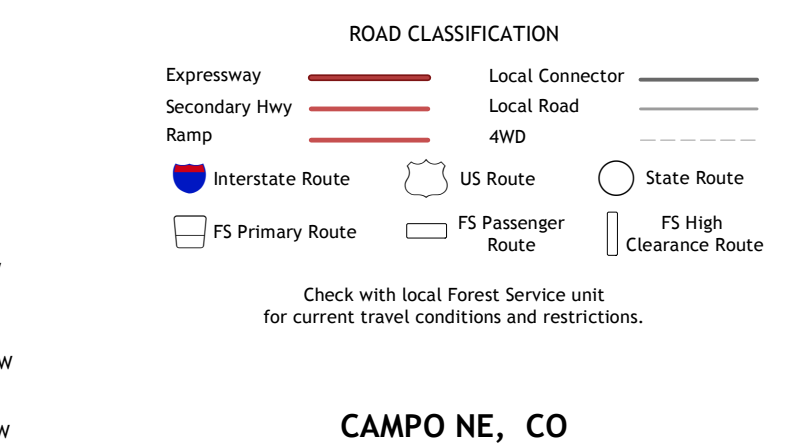 ROAD CLASSIFICATION
Expressway
Local Connector
Secondary Hwy
Local Road
Ramp
4WD
Interstate Route
US Route
State Route
FS Primary Route
FS Passenger
Route
FS High
Clearance Route
Check with local Forest Service unit
for current travel conditions and restrictions.
CAMPO NE, CO